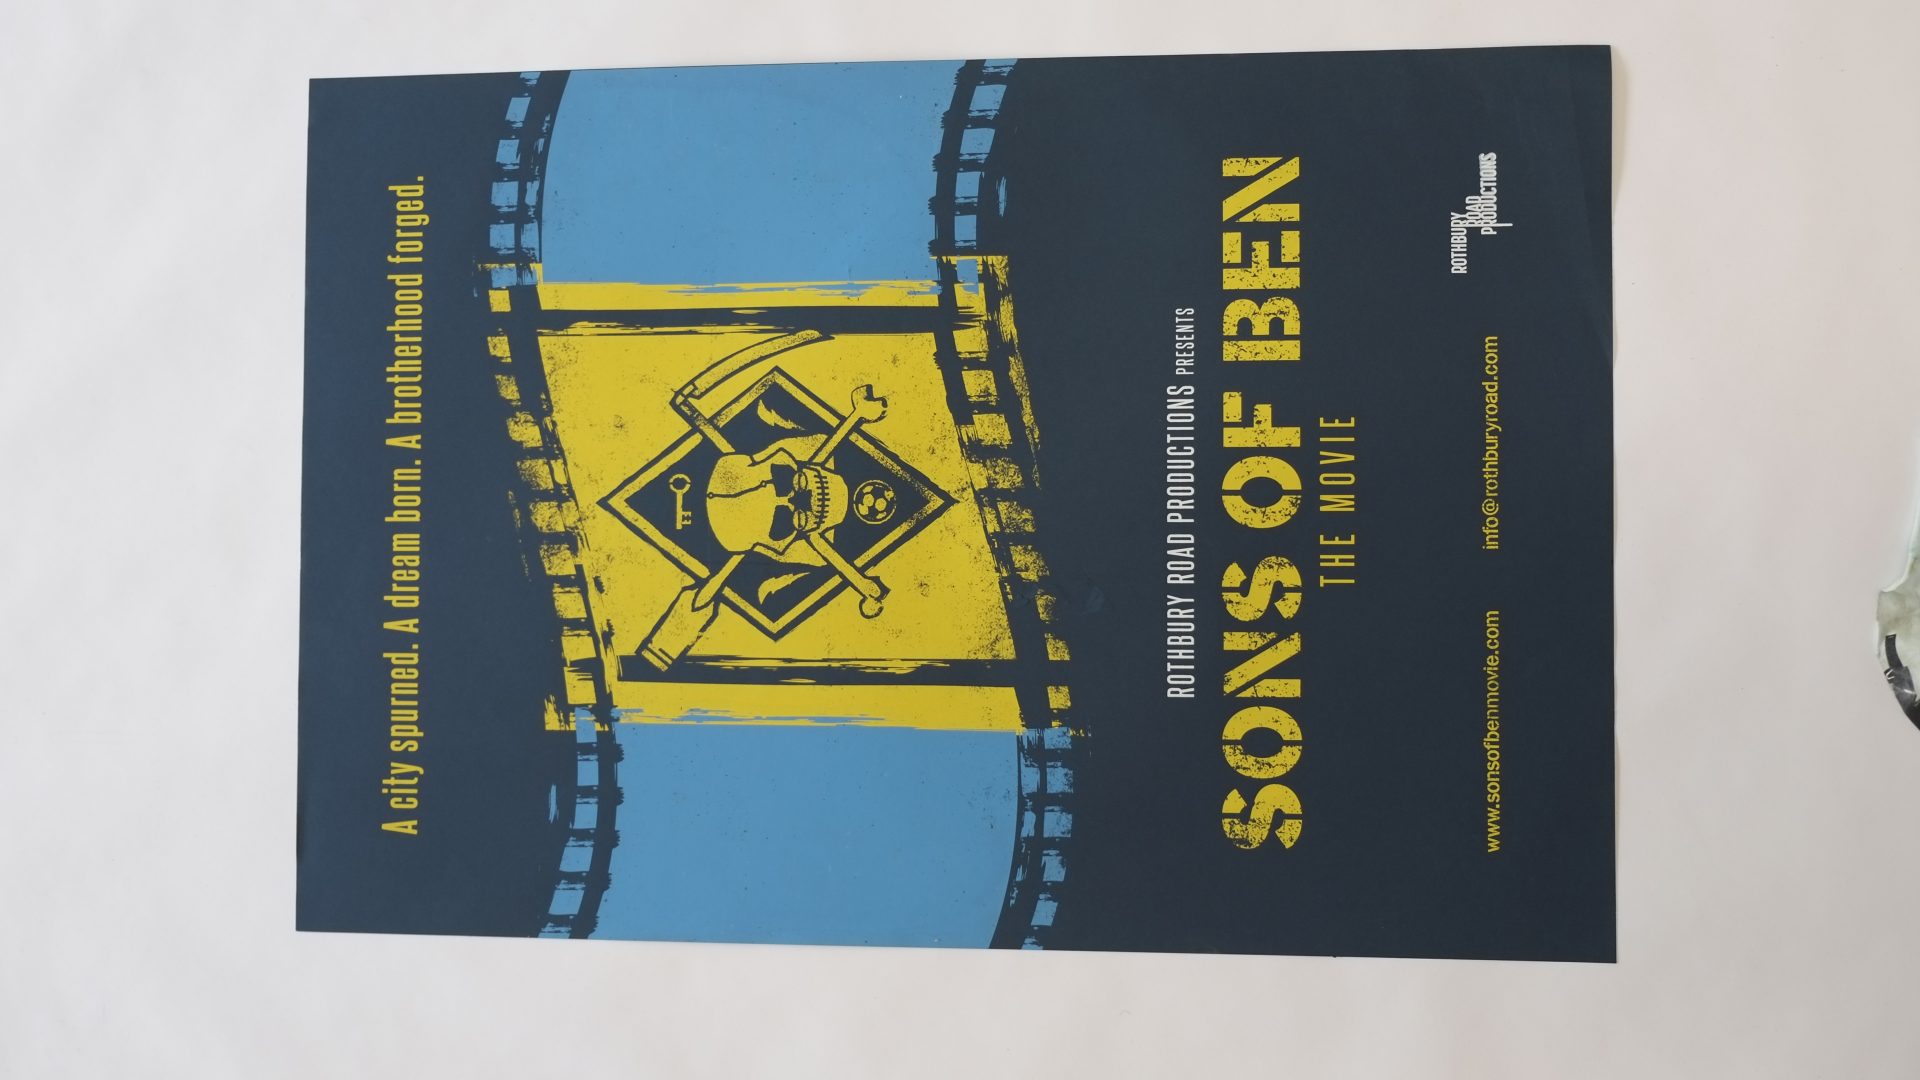 A city spurned. A dream born. A brotherhood forged.
ROTHBURY ROAD PRODUCTIONS PRESENTS
SONS OF BEN
THE MOVIE
www.sonsofbenmovie.com info@rothburyroad.com
ROTHBURY
ROAD
PRODUCTIONS